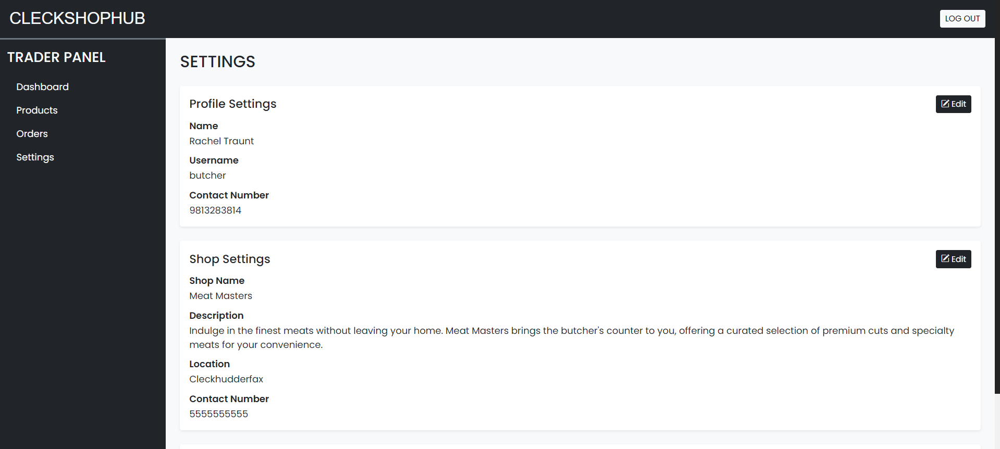 CLECKSHOPHUB
LOG OUT
TRADER PANEL
Dashboard
Products
Orders
Settings
SETTINGS
Profile Settings
Edit
Name
Rachel Traunt
Username
butcher
Contact Number
9813283814
Shop Settings
Edit
Shop Name
Meat Masters
Description
Indulge in the finest meats without leaving your home. Meat Masters brings the butcher's counter to you, offering a curated selection of premium cuts and specialty
meats for your convenience.
Location
Cleckhudderfax
Contact Number
5555555555